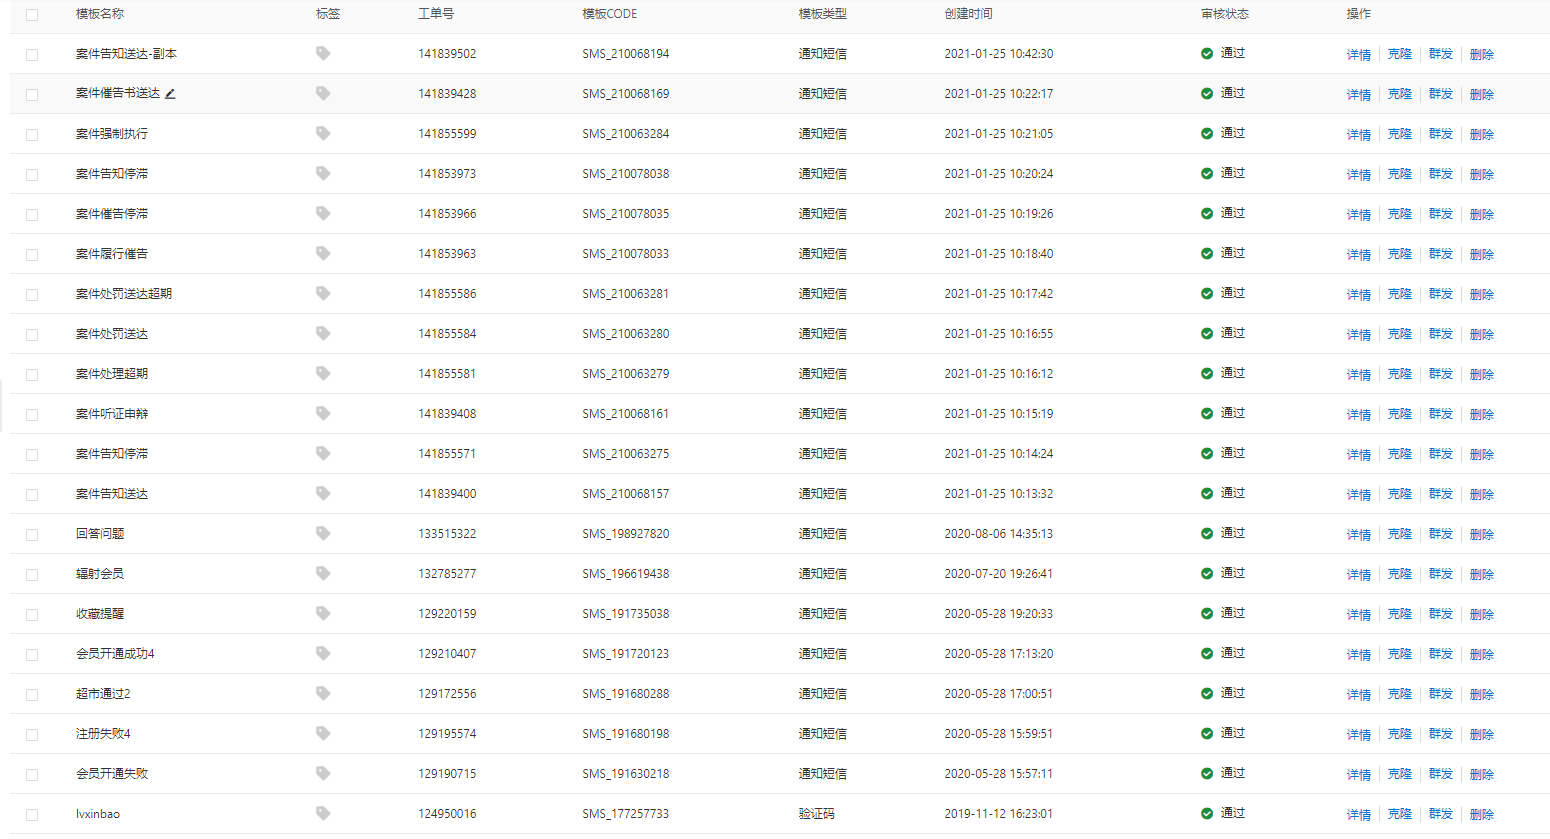 模板名称 标签 工单号 模板CODE 模板类型 创建时间 审核状态 操作
案件告知送达-副本 141839502 SMS_210068194 通知短信 2021-01-25 10:42:30 通过 详情 克隆 群发 删除
案件催告书送达 141839428 SMS_210068169 通知短信 2021-01-25 10:22:17 通过 详情 克隆 群发 删除
案件强制执行 141855599 SMS_210063284 通知短信 2021-01-25 10:21:05 通过 详情 克隆 群发 删除
案件告知停滞 141853973 SMS_210078038 通知短信 2021-01-25 10:20:24 通过 详情 克隆 群发 删除
案件催告停滞 141853966 SMS_210078035 通知短信 2021-01-25 10:19:26 通过 详情 克隆 群发 删除
案件履行催告 141853963 SMS_210078033 通知短信 2021-01-25 10:18:40 通过 详情 克隆 群发 删除
案件处罚送达超期 141855586 SMS_210063281 通知短信 2021-01-25 10:17:42 通过 详情 克隆 群发 删除
案件处罚送达 141855584 SMS_210063280 通知短信 2021-01-25 10:16:55 通过 详情 克隆 群发 删除
案件处理超期 141855581 SMS_210063279 通知短信 2021-01-25 10:16:12 通过 详情 克隆 群发 删除
案件听证申辩 141839408 SMS_210068161 通知短信 2021-01-25 10:15:19 通过 详情 克隆 群发 删除
案件告知停滞 141855571 SMS_210063275 通知短信 2021-01-25 10:14:24 通过 详情 克隆 群发 删除
案件告知送达 141839400 SMS_210068157 通知短信 2021-01-25 10:13:32 通过 详情 克隆 群发 删除
回答问题 133515322 SMS_198927820 通知短信 2020-08-06 14:35:13 通过 详情 克隆 群发 删除
辐射会员 132785277 SMS_196619438 通知短信 2020-07-20 19:26:41 通过 详情 克隆 群发 删除
收藏提醒 129220159 SMS_191735038 通知短信 2020-05-28 19:20:33 通过 详情 克隆 群发 删除
会员开通成功4 129210407 SMS_191720123 通知短信 2020-05-28 17:13:20 通过 详情 克隆 群发 删除
超市通过2 129172556 SMS_191680288 通知短信 2020-05-28 17:00:51 通过 详情 克隆 群发 删除
注册失败4 129195574 SMS_191680198 通知短信 2020-05-28 15:59:51 通过 详情 克隆 群发 删除
会员开通失败 129190715 SMS_191630218 通知短信 2020-05-28 15:57:11 通过 详情 克隆 群发 删除
lvxinbao 124950016 SMS_177257733 验证码 2019-11-12 16:23:01 通过 详情 克隆 群发 删除